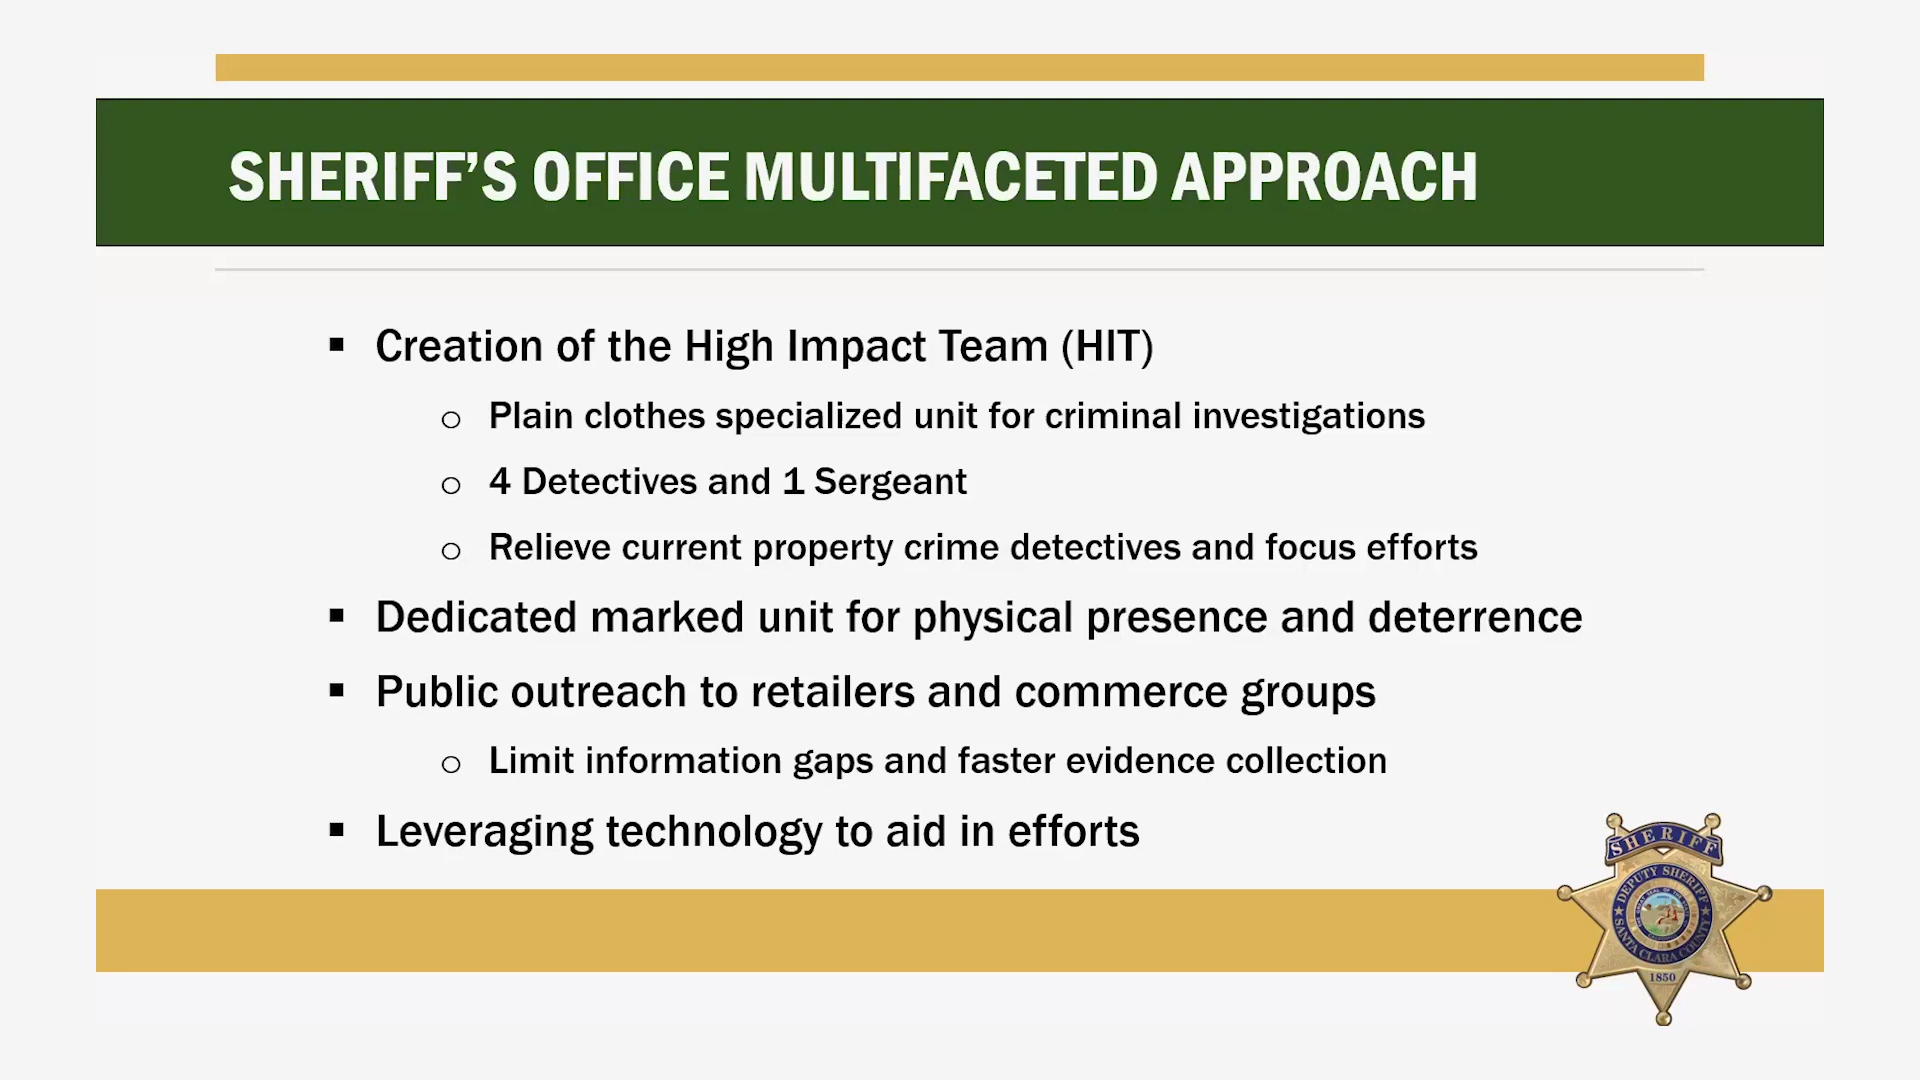 SHERIFF’S OFFICE MULTIFACETED APPROACH
▪ Creation of the High Impact Team (HIT)
o Plain clothes specialized unit for criminal investigations
o 4 Detectives and 1 Sergeant
o Relieve current property crime detectives and focus efforts
▪ Dedicated marked unit for physical presence and deterrence
▪ Public outreach to retailers and commerce groups
o Limit information gaps and faster evidence collection
▪ Leveraging technology to aid in efforts
SHERIFF
DEPUTY SHERIFF
SANTA CLARA COUNTY
1850